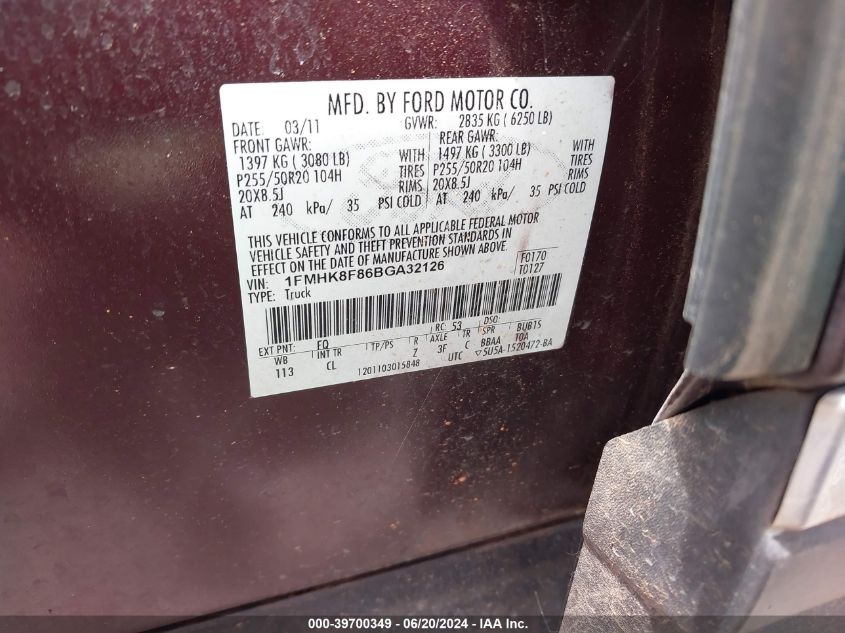 MFD. BY FORD MOTOR CO.
DATE: 03/11 GVWR: 2835 KG ( 6250 LB)
FRONT GAWR: REAR GAWR:
1397 KG ( 3080 LB) WITH 1497 KG ( 3300 LB) WITH
P255/50R20 104H TIRES P255/50R20 104H TIRES
20X8.5J RIMS 20X8.5J RIMS
AT 240 kPa/ 35 PSI COLD AT 240 kPa/ 35 PSI COLD
THIS VEHICLE CONFORMS TO ALL APPLICABLE FEDERAL MOTOR
VEHICLE SAFETY AND THEFT PREVENTION STANDARDS IN
EFFECT ON THE DATE OF MANUFACTURE SHOWN ABOVE.
VIN: 1FMHK8F86BGA32126 F0170
TYPE: Truck T0127
EXT PNT: FQ RC: 53 DSO:
WB INT TR TP/PS R AXLE TR SPR BUB1S
113 CL Z 3F C BBAA TOA
1201103015848 UTC ▽5U5A-1520472-BA
000-39700349 - 06/20/2024 - IAA Inc.